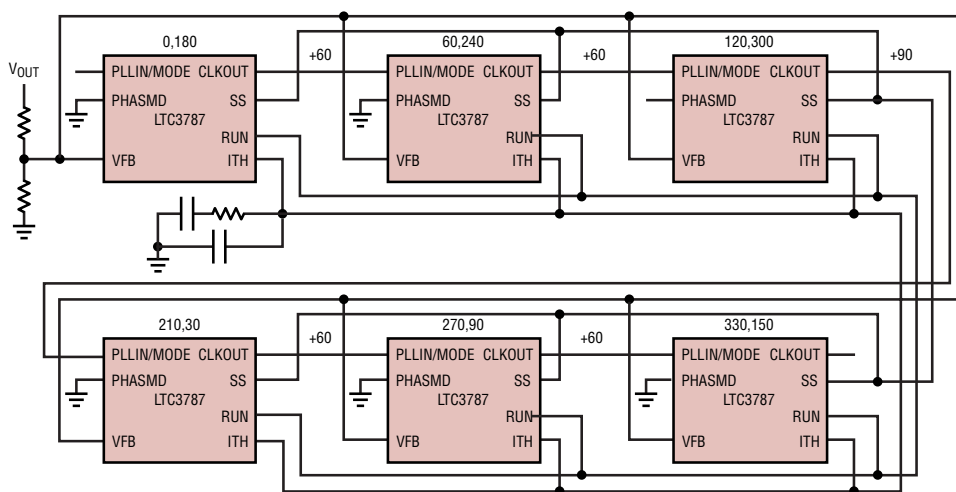 0,180
60,240
120,300
+60
+60
+90
V_OUT
PLLIN/MODE CLKOUT
PHASMD SS
LTC3787
RUN
VFB ITH
PLLIN/MODE CLKOUT
PHASMD SS
LTC3787
RUN
VFB ITH
PLLIN/MODE CLKOUT
PHASMD SS
LTC3787
RUN
VFB ITH
210,30
270,90
330,150
+60
+60
PLLIN/MODE CLKOUT
PHASMD SS
LTC3787
RUN
VFB ITH
PLLIN/MODE CLKOUT
PHASMD SS
LTC3787
RUN
VFB ITH
PLLIN/MODE CLKOUT
PHASMD SS
LTC3787
RUN
VFB ITH